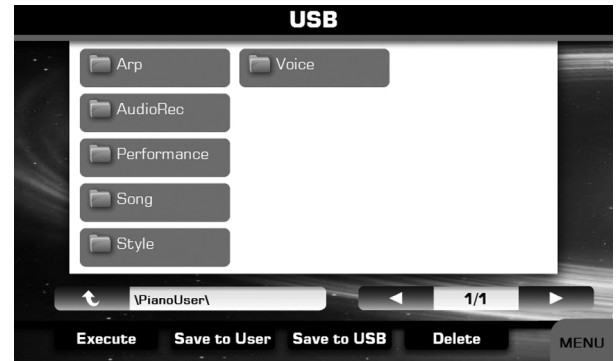 USB
Arp
Voice
AudioRec
Performance
Song
Style
\PianoUser\
1/1
Execute
Save to User
Save to USB
Delete
MENU